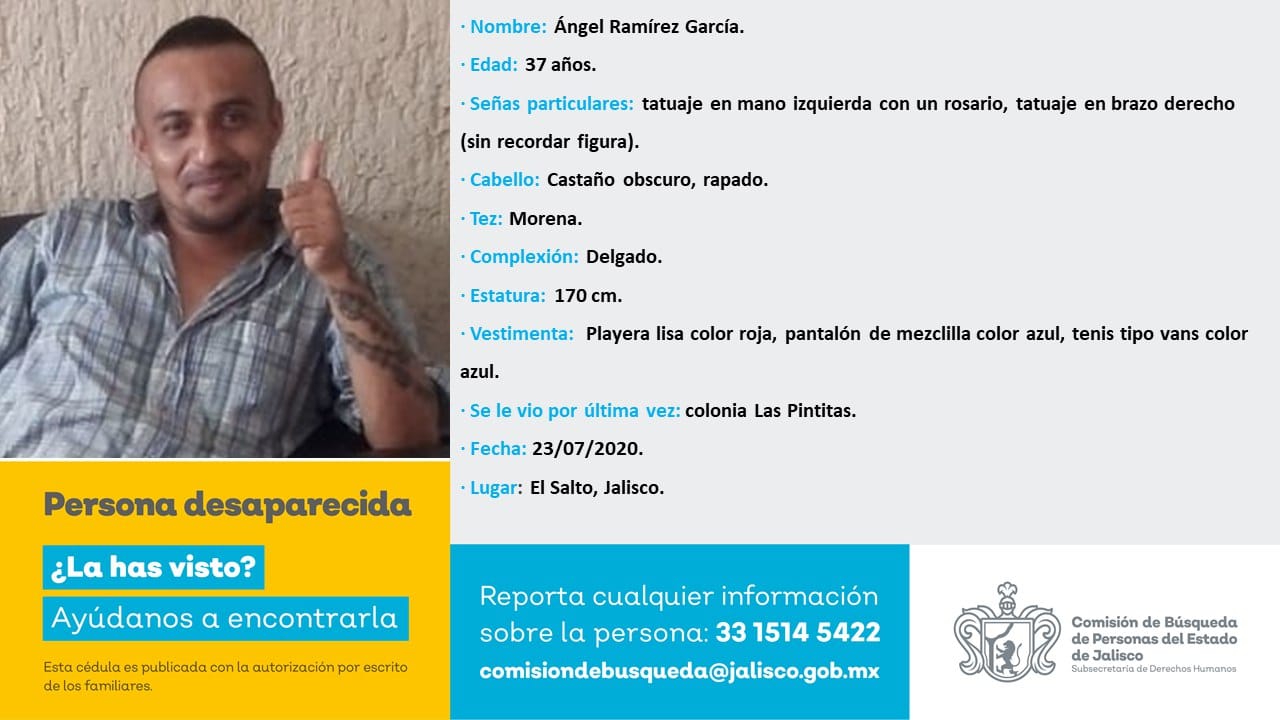 · Nombre: Ángel Ramírez García.
· Edad: 37 años.
· Señas particulares: tatuaje en mano izquierda con un rosario, tatuaje en brazo derecho
(sin recordar figura).
· Cabello: Castaño obscuro, rapado.
· Tez: Morena.
· Complexión: Delgado.
· Estatura: 170 cm.
· Vestimenta: Playera lisa color roja, pantalón de mezclilla color azul, tenis tipo vans color
azul.
· Se le vio por última vez: colonia Las Pintitas.
· Fecha: 23/07/2020.
· Lugar: El Salto, Jalisco.
Persona desaparecida
¿La has visto?
Ayúdanos a encontrarla
Esta cédula es publicada con la autorización por escrito
de los familiares.
Reporta cualquier información
sobre la persona: 33 1514 5422
comisiondebusqueda@jalisco.gob.mx
Comisión de Búsqueda
de Personas del Estado
de Jalisco
Subsecretaría de Derechos Humanos